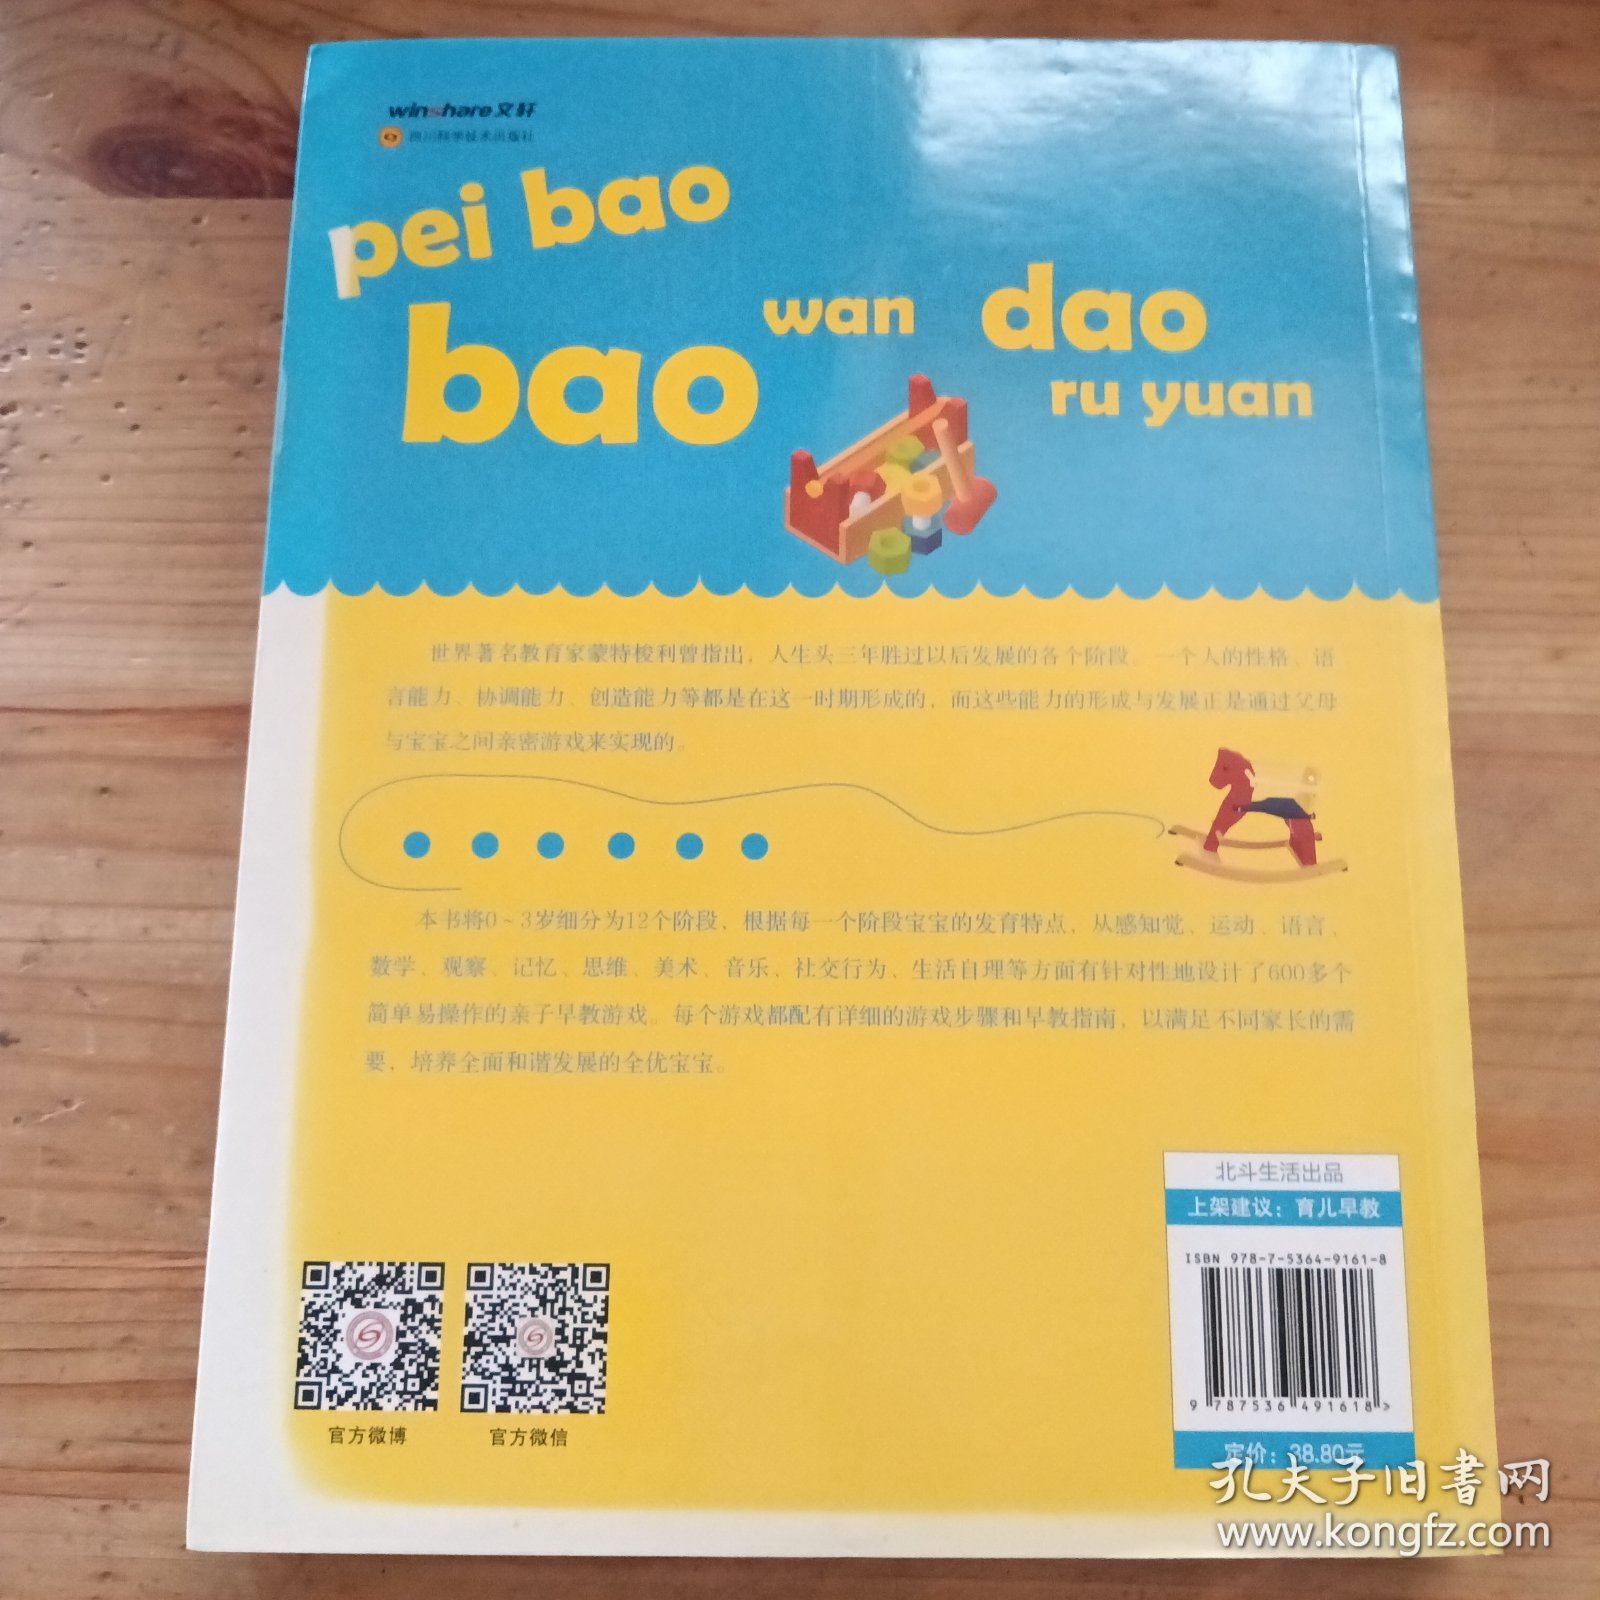 winshare文轩
四川科学技术出版社
pei bao
bao wan dao
ru yuan
世界著名教育家蒙特梭利曾指出，人生头三年胜过以后发展的各个阶段。一个人的性格、语
言能力、协调能力、创造能力等都是在这一时期形成的，而这些能力的形成与发展正是通过父母
与宝宝之间亲密游戏来实现的。
本书将0～3岁细分为12个阶段，根据每一个阶段宝宝的发育特点，从感知觉、运动、语言、
数学、观察、记忆、思维、美术、音乐、社交行为、生活自理等方面有针对性地设计了600多个
简单易操作的亲子早教游戏。每个游戏都配有详细的游戏步骤和早教指南，以满足不同家长的需
要，培养全面和谐发展的全优宝宝。
北斗生活出品
上架建议：育儿早教
ISBN 978-7-5364-9161-8
9 787536 491618 >
定价：38.80元
官方微博
官方微信
孔夫子旧书网
www.kongfz.com